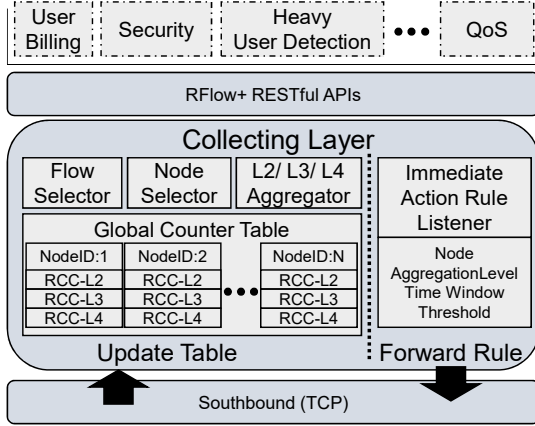 User
Billing
Security
Heavy
User Detection
QoS
RFlow+ RESTful APIs
Collecting Layer
Flow
Selector
Node
Selector
L2/ L3/ L4
Aggregator
Immediate
Action Rule
Listener
Global Counter Table
NodeID:1
RCC-L2
RCC-L3
RCC-L4
NodeID:2
RCC-L2
RCC-L3
RCC-L4
NodeID:N
RCC-L2
RCC-L3
RCC-L4
Node
AggregationLevel
Time Window
Threshold
Update Table
Forward Rule
Southbound (TCP)